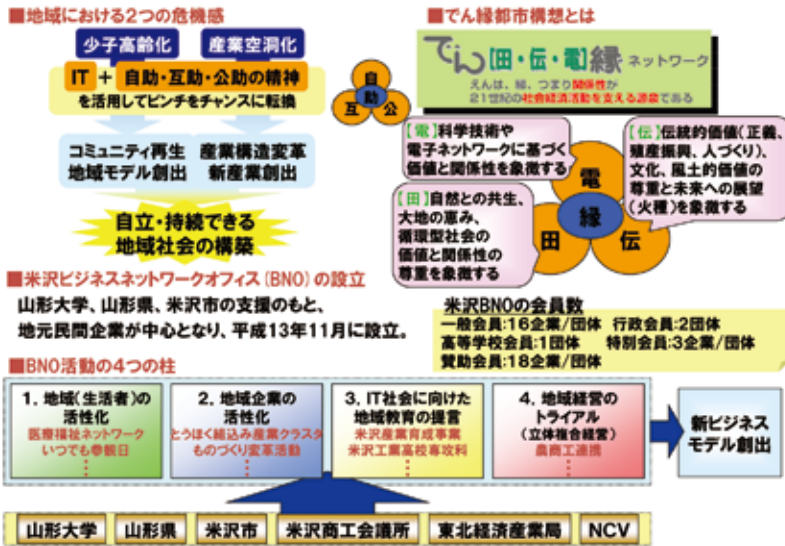 ■地域における2つの危機感
少子高齢化
産業空洞化
IT + 自助・互助・公助の精神
を活用してピンチをチャンスに転換
自
互 助 公
コミュニティ再生
地域モデル創出
産業構造変革
新産業創出
自立・持続できる
地域社会の構築
■でん縁都市構想とは
でん【田・伝・電】縁ネットワーク
えんは、縁、つまり関係性が
21世紀の社会経済活動を支える源泉である
【電】科学技術や
電子ネットワークに基づく
価値と関係性を象徴する
【伝】伝統的価値(正義、
殖産振興、人づくり)、
文化、風土的価値の
尊重と未来への展望
(火種)を象徴する
【田】自然との共生、
大地の恵み、
循環型社会の
価値と関係性の
尊重を象徴する
電
縁
田 伝
■米沢ビジネスネットワークオフィス(BNO)の設立
山形大学、山形県、米沢市の支援のもと、
地元民間企業が中心となり、平成13年11月に設立。
米沢BNOの会員数
一般会員:16企業/団体 行政会員:2団体
高等学校会員:1団体 特別会員:3企業/団体
賛助会員:18企業/団体
■BNO活動の4つの柱
1. 地域(生活者)の
活性化
医療福祉ネットワーク
いつでも参観日
⋮
2. 地域企業の
活性化
とうほく組込み産業クラスタ
ものづくり変革活動
⋮
3. IT社会に向けた
地域教育の提言
米沢産業育成事業
米沢工業高校専攻科
⋮
4. 地域経営の
トライアル
(立体複合経営)
農商工連携
⋮
新ビジネス
モデル創出
山形大学
山形県
米沢市
米沢商工会議所
東北経済産業局
NCV